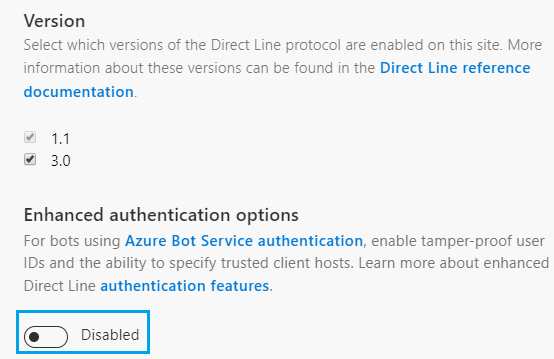 Version
Select which versions of the Direct Line protocol are enabled on this site. More
information about these versions can be found in the Direct Line reference
documentation.
1.1
3.0
Enhanced authentication options
For bots using Azure Bot Service authentication, enable tamper-proof user
IDs and the ability to specify trusted client hosts. Learn more about enhanced
Direct Line authentication features.
Disabled